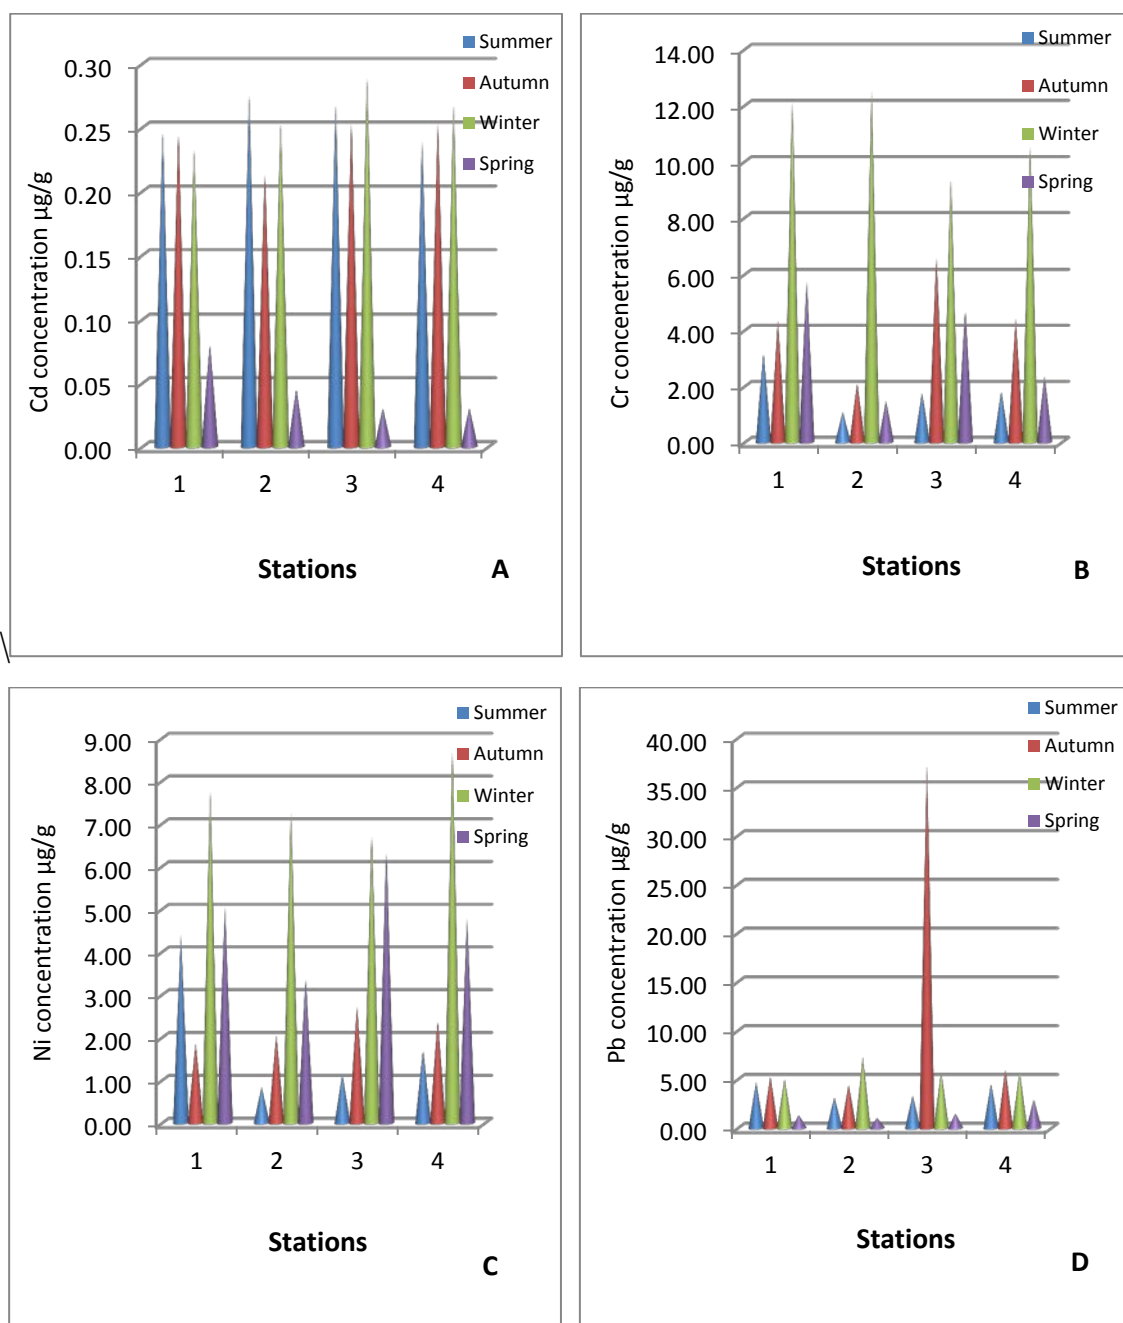 Summer
Autumn
Winter
Spring
0.30
0.25
0.20
0.15
0.10
0.05
0.00
Cd concentration µg/g
1 2 3 4
Stations A
Summer
Autumn
Winter
Spring
14.00
12.00
10.00
8.00
6.00
4.00
2.00
0.00
Cr concenetration µg/g
1 2 3 4
Stations B
\
Summer
Autumn
Winter
Spring
9.00
8.00
7.00
6.00
5.00
4.00
3.00
2.00
1.00
0.00
Ni concentration µg/g
1 2 3 4
Stations
C
Summer
Autumn
Winter
Spring
40.00
35.00
30.00
25.00
20.00
15.00
10.00
5.00
0.00
Pb concentration µg/g
1 2 3 4
Stations
D